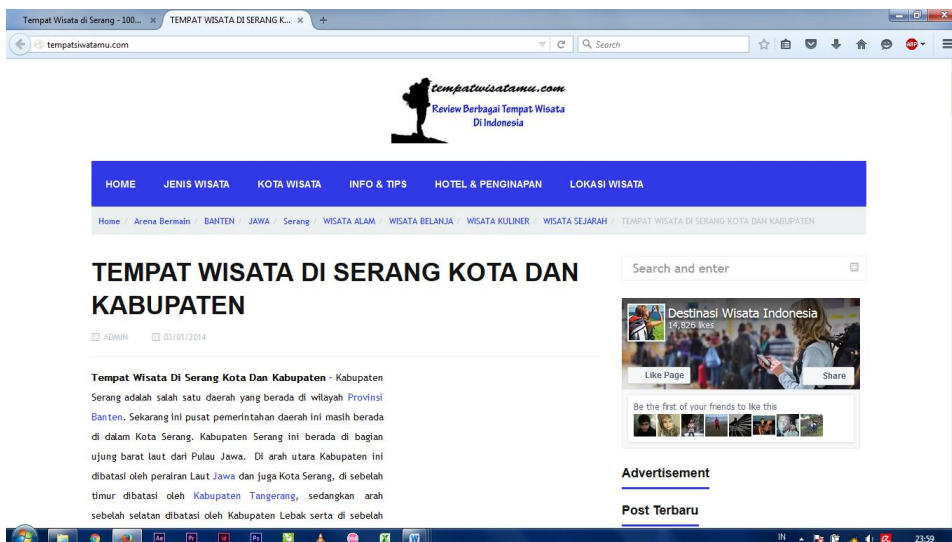 Tempat Wisata di Serang - 100...
TEMPAT WISATA DI SERANG K...
tempatsiwatamu.com
Search
ABP
tempatwisatamu.com
Review Berbagai Tempat Wisata
Di Indonesia
HOME JENIS WISATA KOTA WISATA INFO & TIPS HOTEL & PENGINAPAN LOKASI WISATA
Home / Arena Bermain / BANTEN / JAWA / Serang / WISATA ALAM / WISATA BELANJA / WISATA KULINER / WISATA SEJARAH / TEMPAT WISATA DI SERANG KOTA DAN KABUPATEN
TEMPAT WISATA DI SERANG KOTA DAN
KABUPATEN
ADMIN 03/01/2014
Tempat Wisata Di Serang Kota Dan Kabupaten - Kabupaten
Serang adalah salah satu daerah yang berada di wilayah Provinsi
Banten. Sekarang ini pusat pemerintahan daerah ini masih berada
di dalam Kota Serang. Kabupaten Serang ini berada di bagian
ujung barat laut dari Pulau Jawa. Di arah utara Kabupaten ini
dibatasi oleh perairan Laut Jawa dan juga Kota Serang, di sebelah
timur dibatasi oleh Kabupaten Tangerang, sedangkan arah
sebelah selatan dibatasi oleh Kabupaten Lebak serta di sebelah
Search and enter
Destinasi Wisata Indonesia
14,826 likes
Like Page
Share
Be the first of your friends to like this
Advertisement
Post Terbaru
Ae Pr Id Ps
IN
23:59